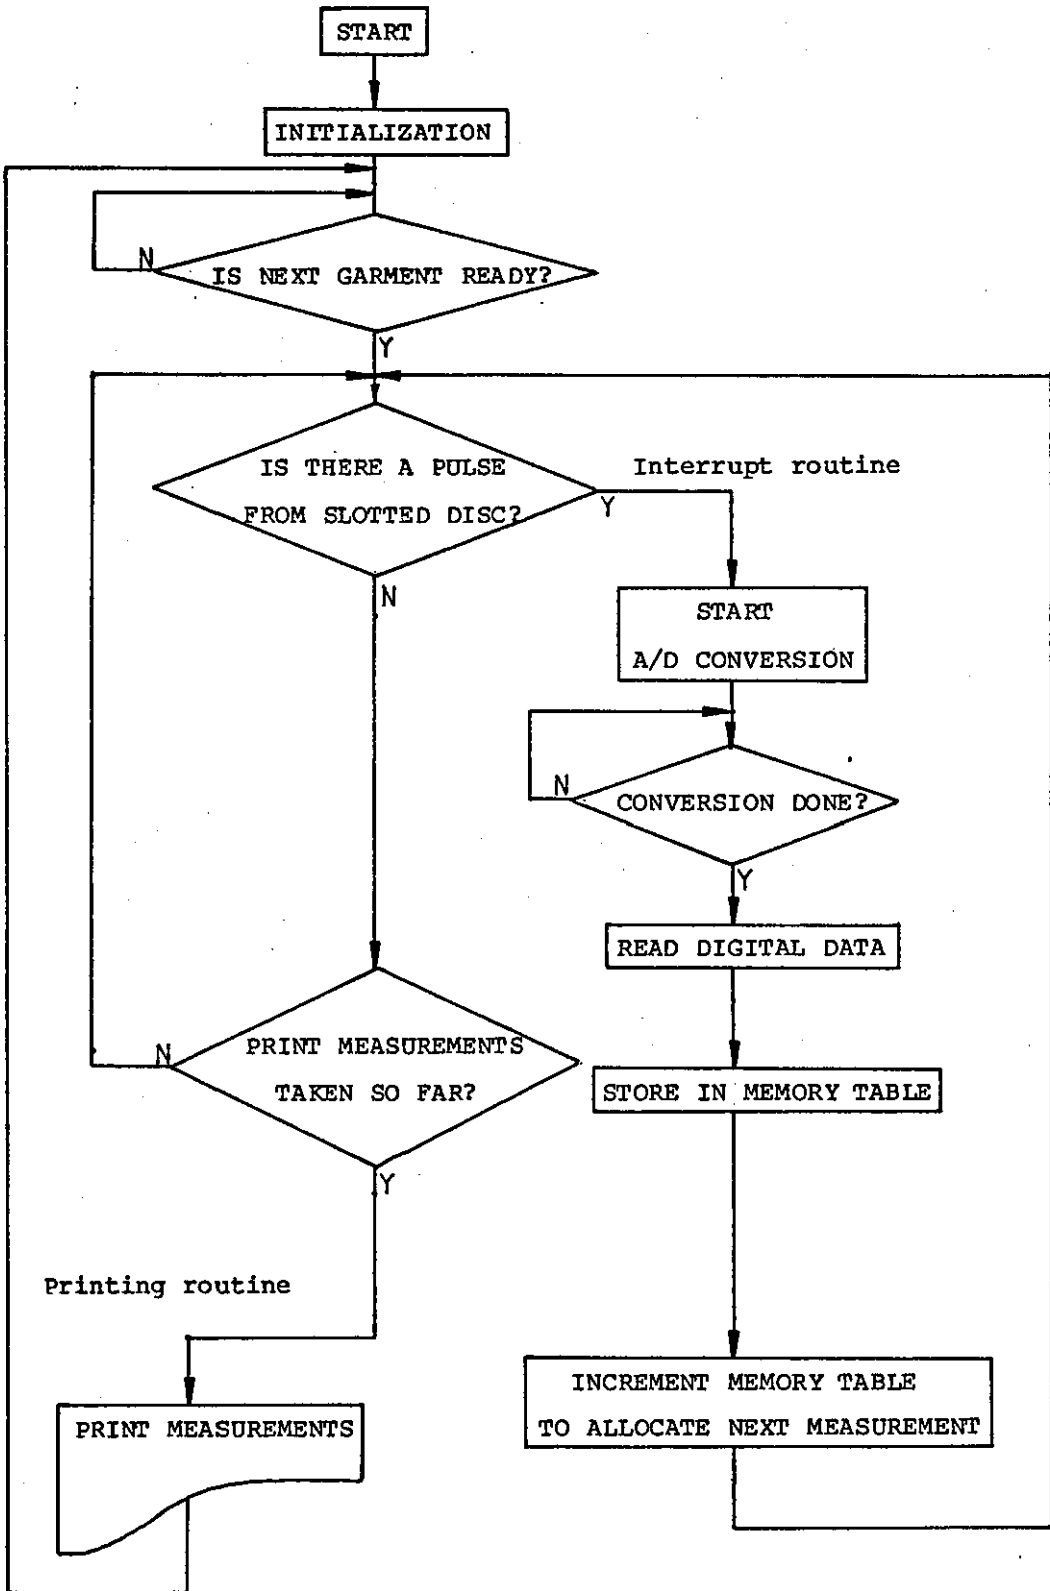 START
INITIALIZATION
N
IS NEXT GARMENT READY?
Y
IS THERE A PULSE
FROM SLOTTED DISC?
Interrupt routine
Y
N
START
A/D CONVERSION
N
CONVERSION DONE?
Y
READ DIGITAL DATA
N
PRINT MEASUREMENTS
TAKEN SO FAR?
STORE IN MEMORY TABLE
Y
Printing routine
PRINT MEASUREMENTS
INCREMENT MEMORY TABLE
TO ALLOCATE NEXT MEASUREMENT